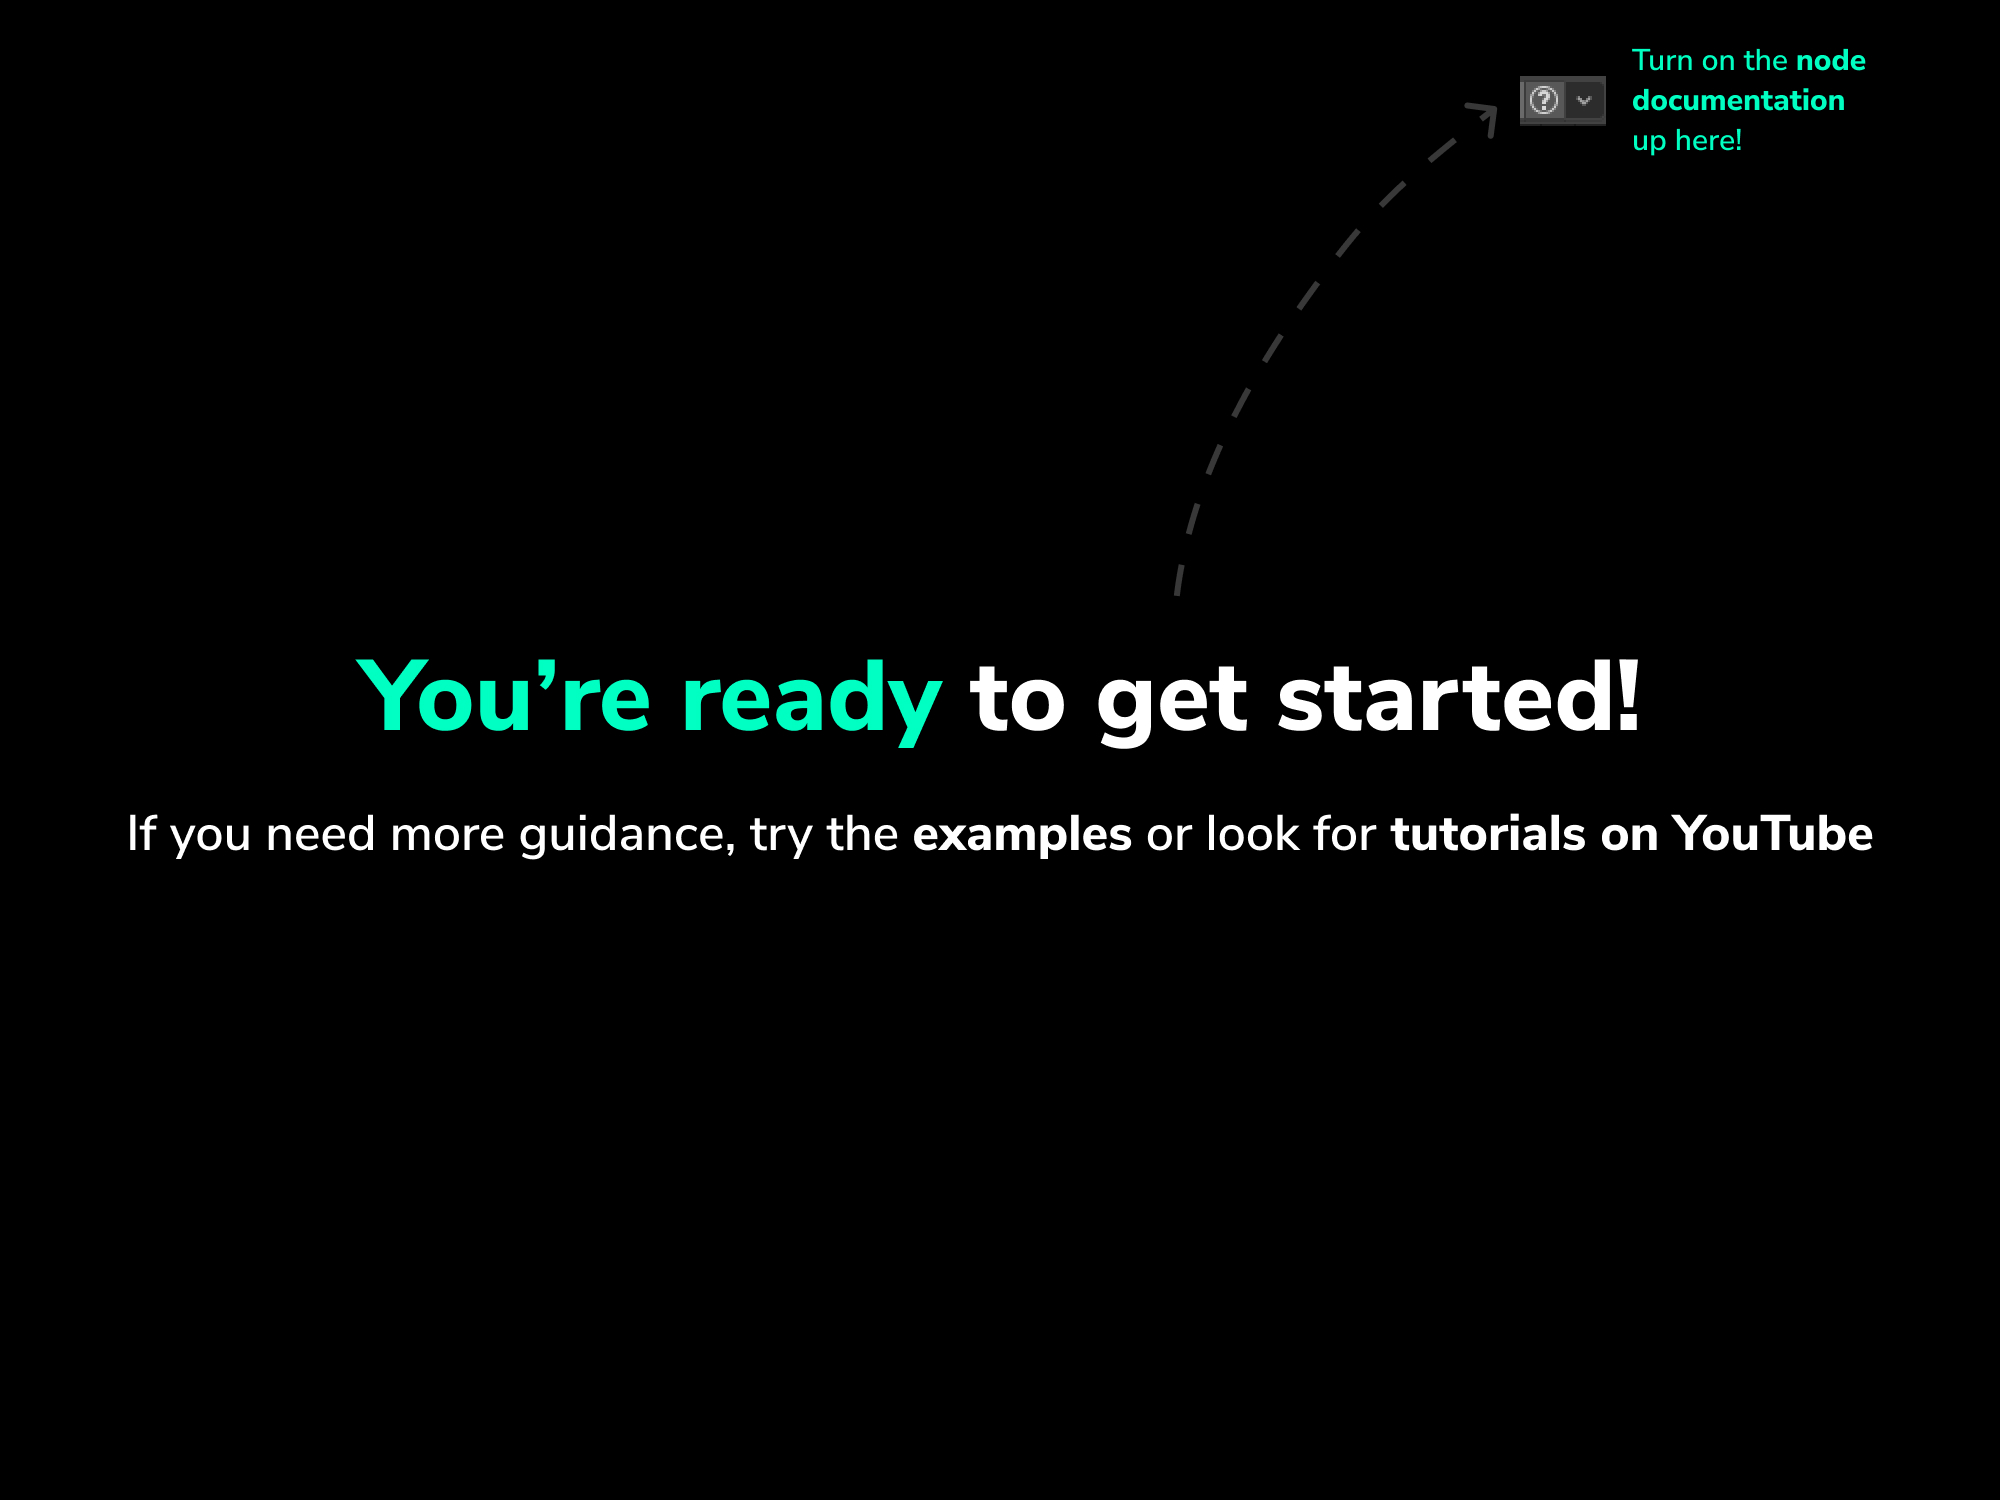 Turn on the node
documentation
up here!
You’re ready to get started!
If you need more guidance, try the examples or look for tutorials on YouTube